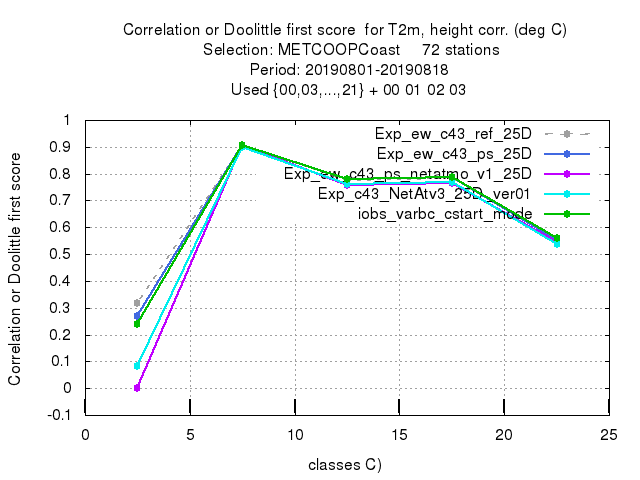 Correlation or Doolittle first score  for T2m, height corr. (deg C)
Selection: METCOOPCoast     72 stations
Period: 20190801-20190818
Used {00,03,...,21} + 00 01 02 03
Correlation or Doolittle first score
1
0.9
0.8
0.7
0.6
0.5
0.4
0.3
0.2
0.1
0
-0.1
Exp_ew_c43_ref_25D
Exp_ew_c43_ps_25D
Exp_ew_c43_ps_netatmo_v1_25D
Exp_c43_NetAtv3_25D_ver01
iobs_varbc_cstart_mode
0 5 10 15 20 25
classes C)